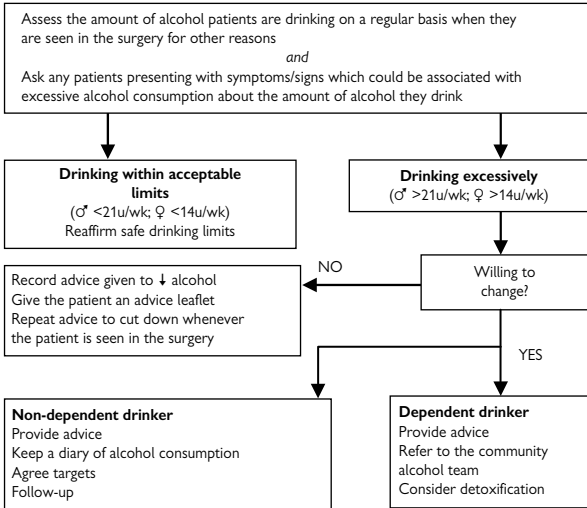 Assess the amount of alcohol patients are drinking on a regular basis when they
are seen in the surgery for other reasons
and
Ask any patients presenting with symptoms/signs which could be associated with
excessive alcohol consumption about the amount of alcohol they drink
Drinking within acceptable
limits
(♂ <21u/wk; ♀ <14u/wk)
Reaffirm safe drinking limits
Drinking excessively
(♂ >21u/wk; ♀ >14u/wk)
Willing to
change?
NO
Record advice given to ↓ alcohol
Give the patient an advice leaflet
Repeat advice to cut down whenever
the patient is seen in the surgery
YES
Non-dependent drinker
Provide advice
Keep a diary of alcohol consumption
Agree targets
Follow-up
Dependent drinker
Provide advice
Refer to the community
alcohol team
Consider detoxification